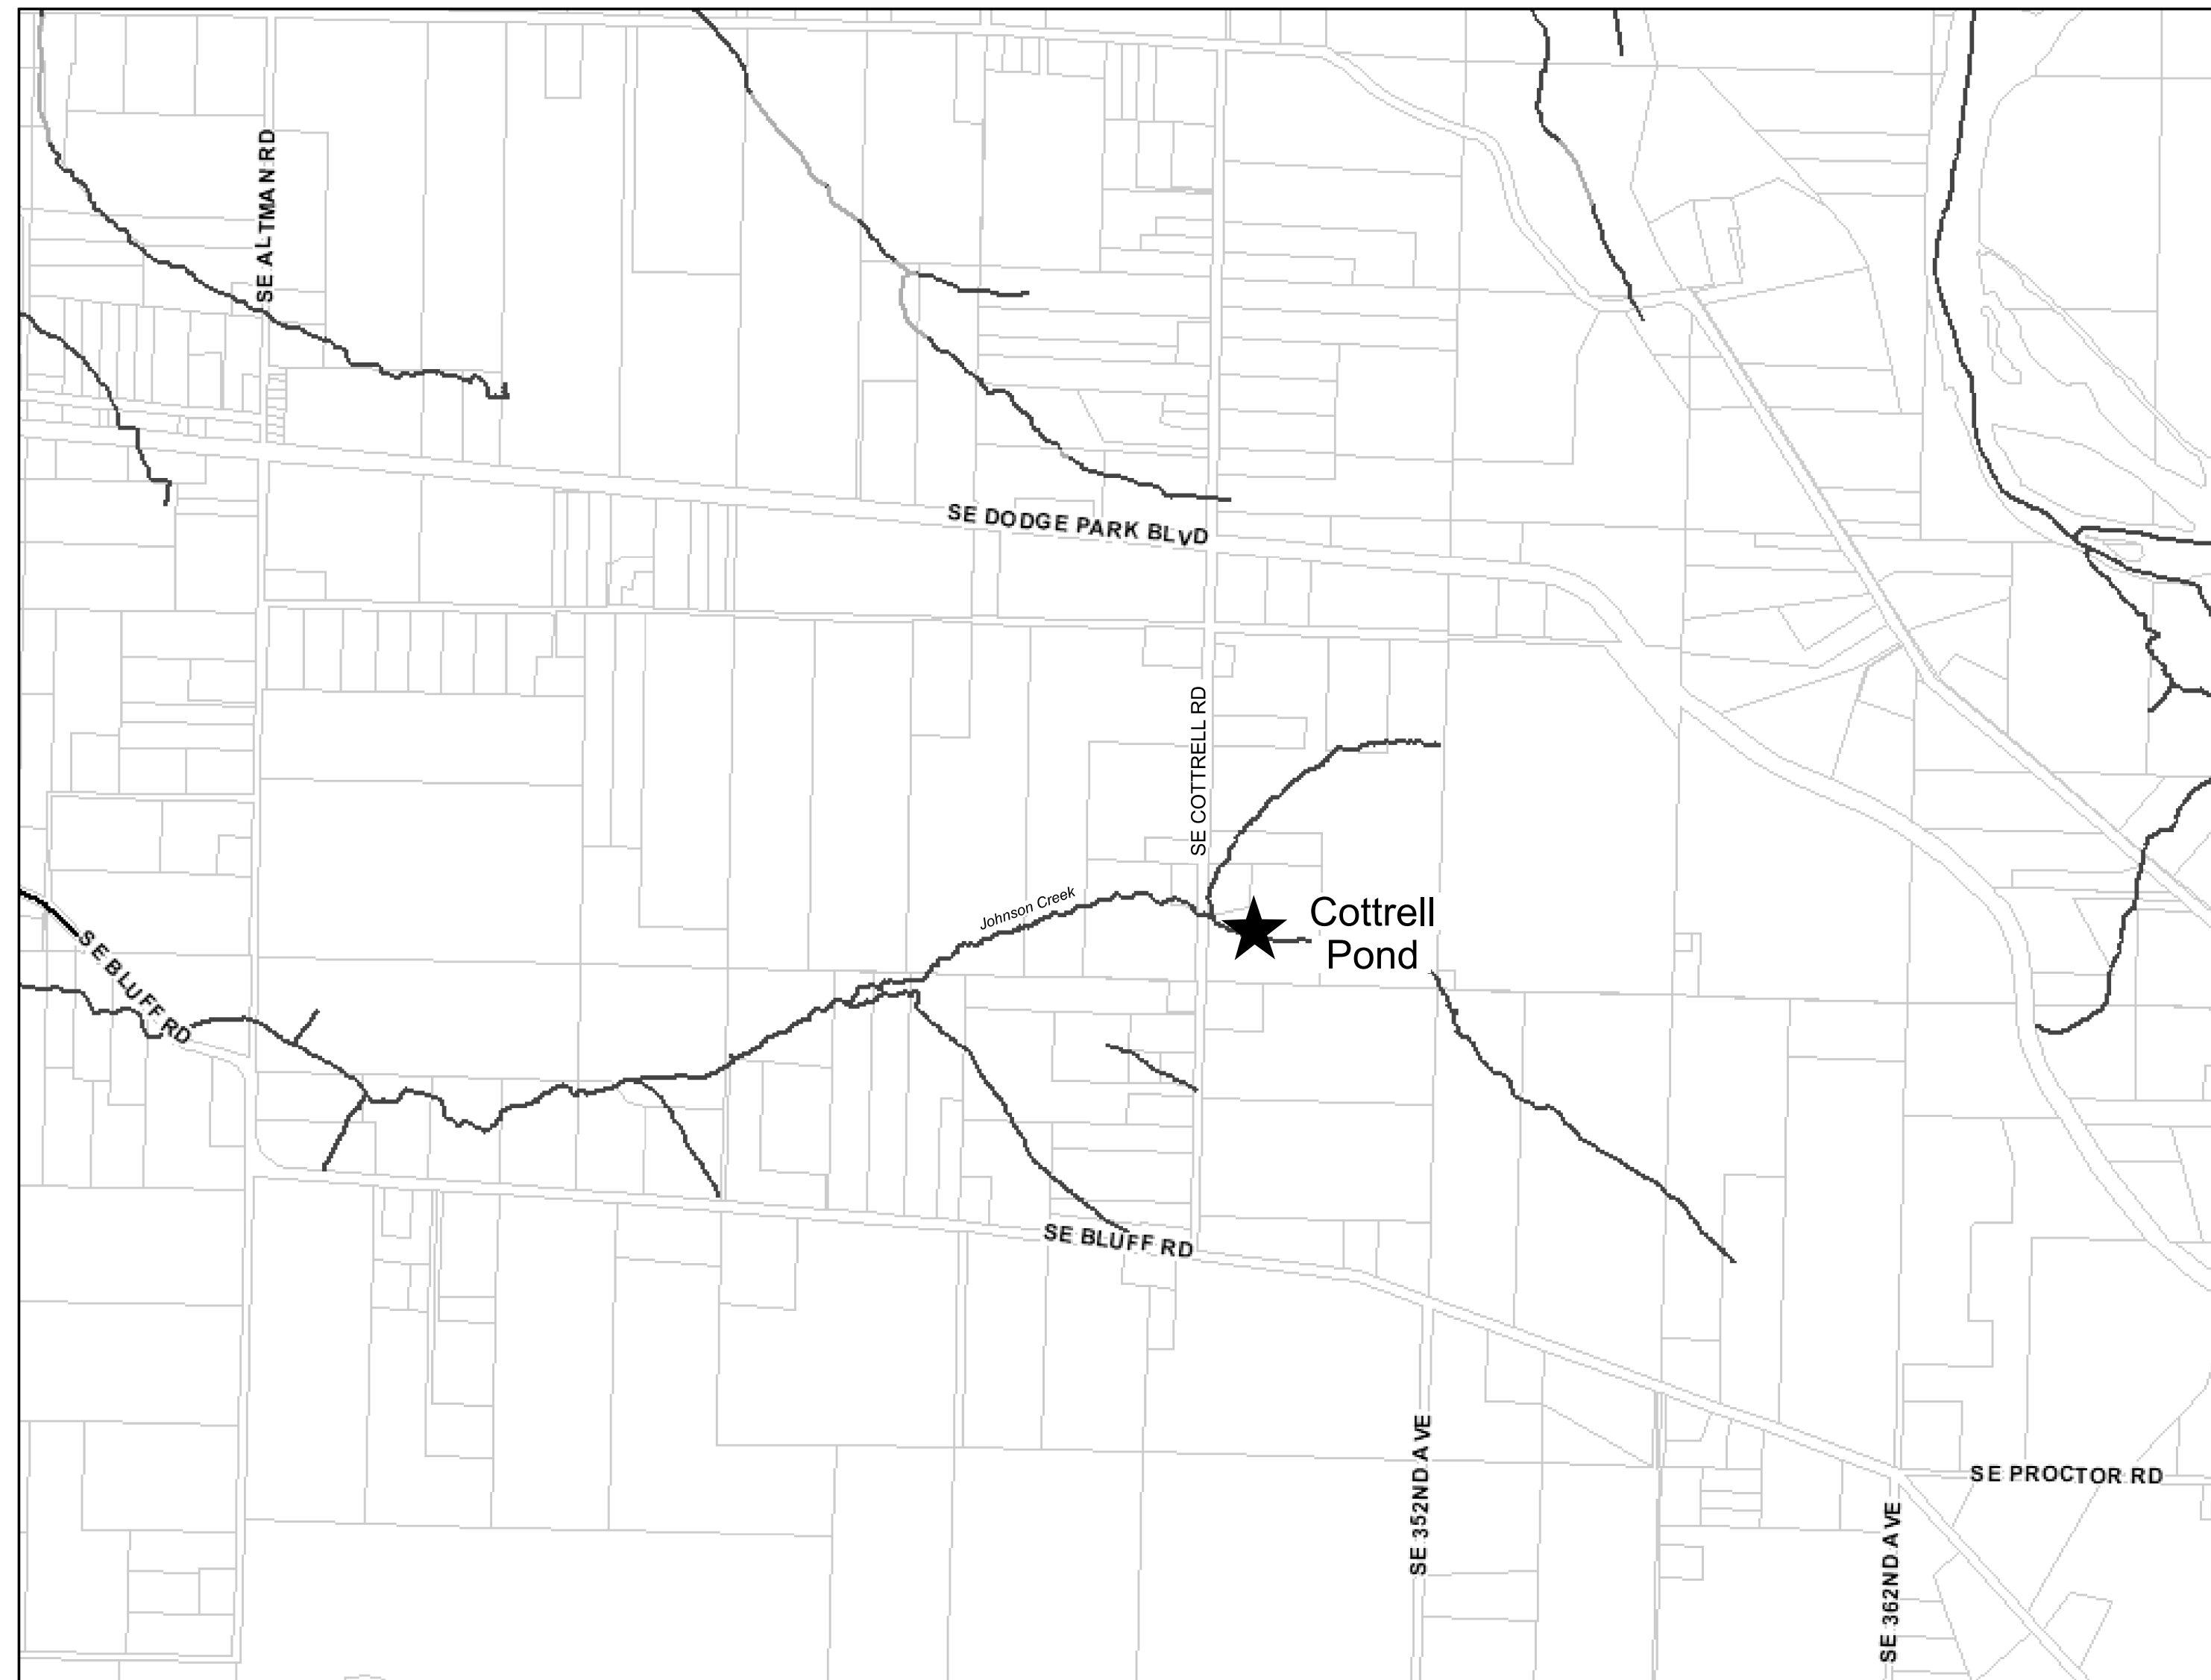 SE ALTMAN RD
SE DODGE PARK BLVD
SE COTTRELL RD
Johnson Creek
Cottrell
Pond
SE BLUFF RD
SE BLUFF RD
SE 352ND AVE
SE PROCTOR RD
SE 362ND AVE